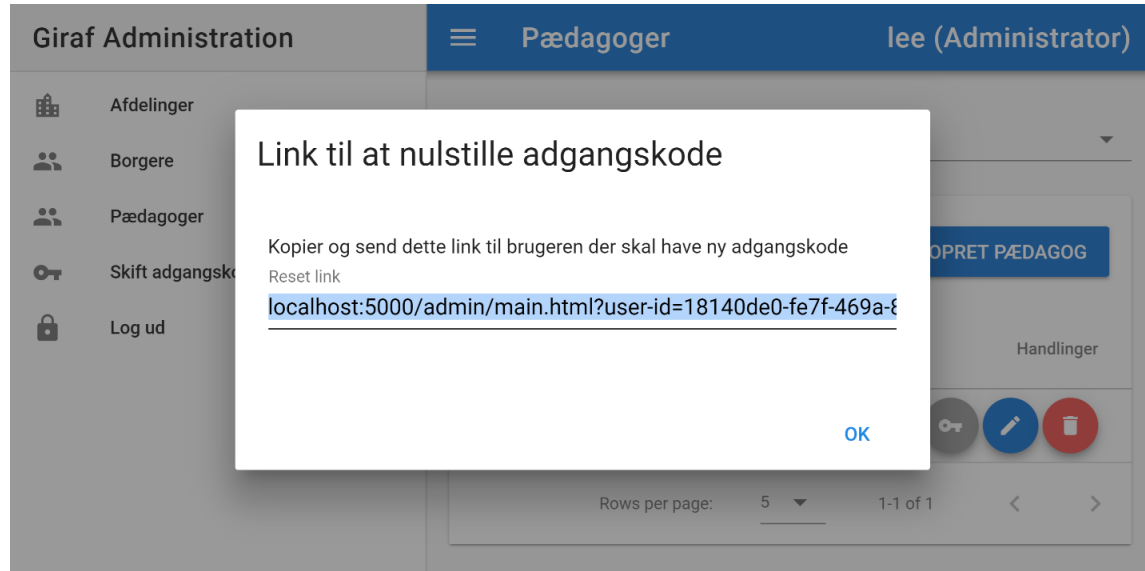 Giraf Administration
Pædagoger
lee (Administrator)
Afdelinger
Borgere
Pædagoger
Skift adgangsk
Log ud
Link til at nulstille adgangskode
Kopier og send dette link til brugeren der skal have ny adgangskode
Reset link
localhost:5000/admin/main.html?user-id=18140de0-fe7f-469a-8
OK
OPRET PÆDAGOG
Handlinger
Rows per page: 5 1-1 of 1